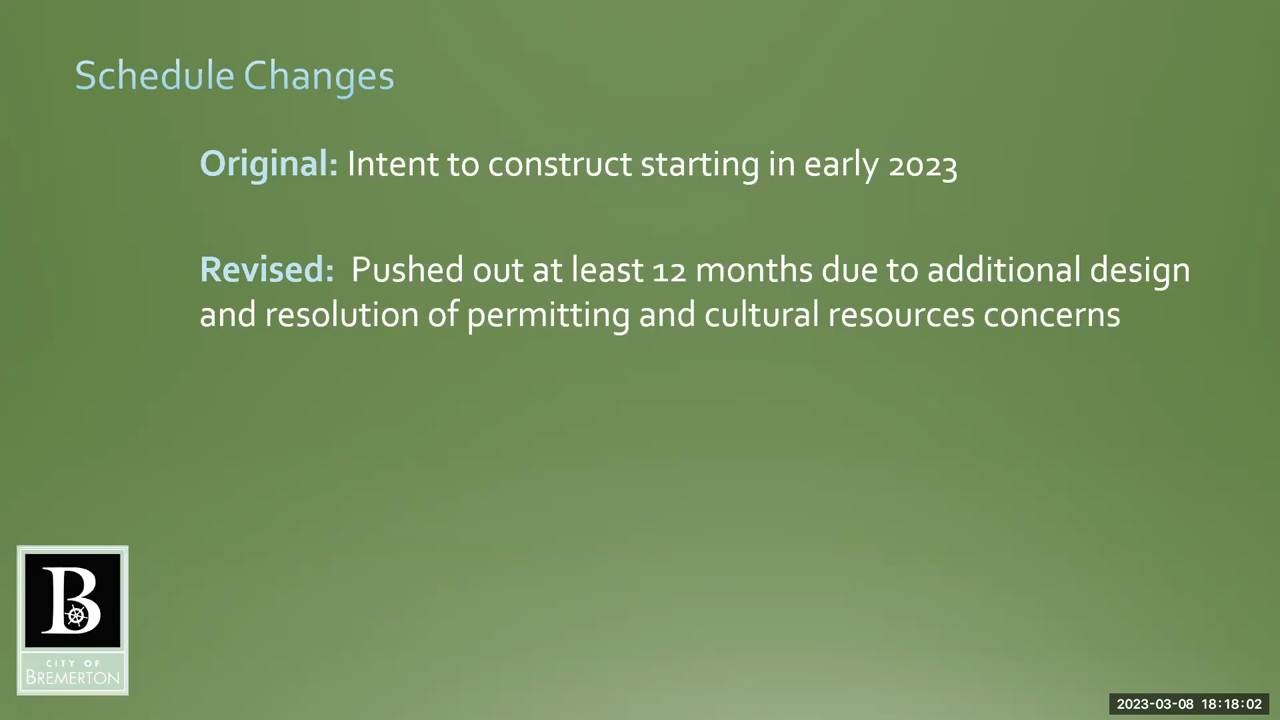 Schedule Changes
Original: Intent to construct starting in early 2023
Revised: Pushed out at least 12 months due to additional design
and resolution of permitting and cultural resources concerns
B
CITY OF
BREMERTON
2023-03-08 18:18:02